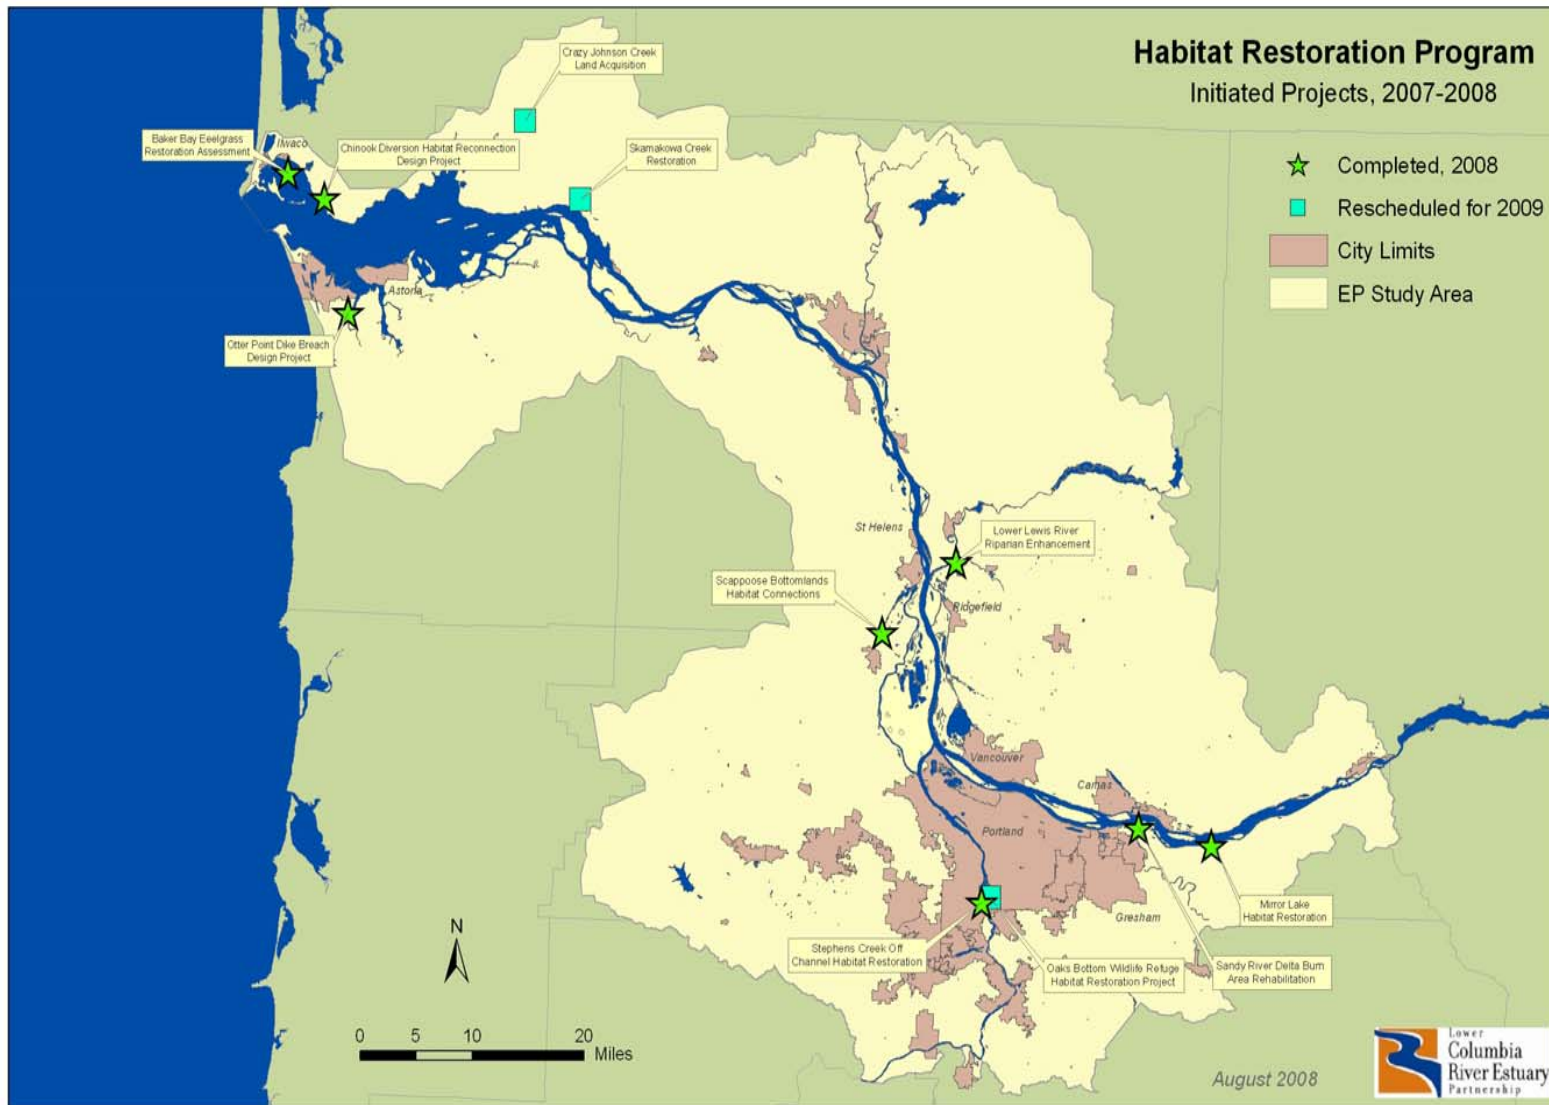 Habitat Restoration Program
Initiated Projects, 2007-2008
Completed, 2008
Rescheduled for 2009
City Limits
EP Study Area
Crazy Johnson Creek
Land Acquisition
Baker Bay Eeelgrass
Restoration Assessment
Ilwaco
Chinook Diversion Habitat Reconnection
Design Project
Skamakowa Creek
Restoration
Astoria
Otter Point Dike Breach
Design Project
St Helens
Lower Lewis River
Riparian Enhancement
Scappoose Bottomlands
Habitat Connections
Ridgefield
Vancouver
Camas
Portland
Gresham
Mirror Lake
Habitat Restoration
Stephens Creek Off
Channel Habitat Restoration
Oaks Bottom Wildlife Refuge
Habitat Restoration Project
Sandy River Delta Burn
Area Rehabilitation
N
0 5 10 20
Miles
August 2008
Lower
Columbia
River Estuary
Partnership